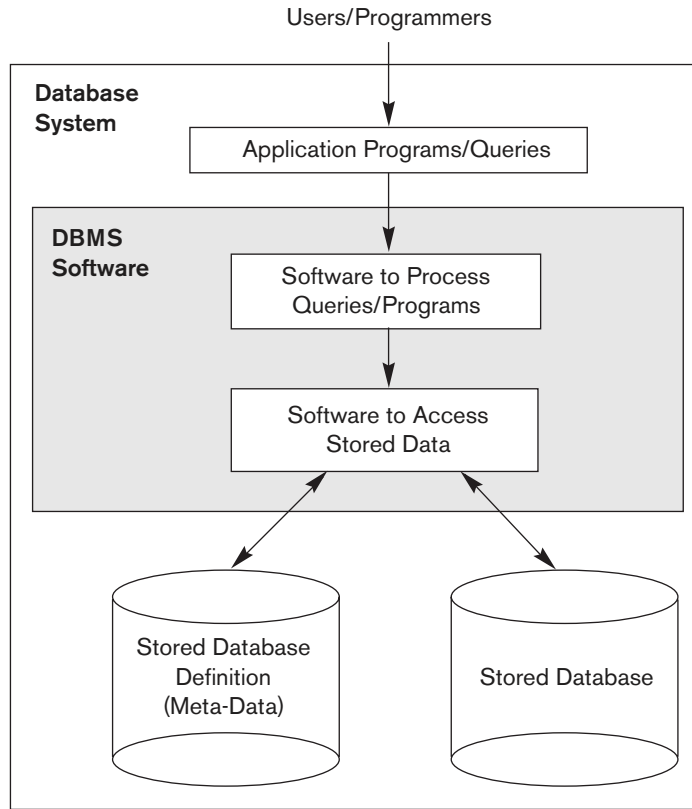 Users/Programmers
Database
System
Application Programs/Queries
DBMS
Software
Software to Process
Queries/Programs
Software to Access
Stored Data
Stored Database
Definition
(Meta-Data)
Stored Database